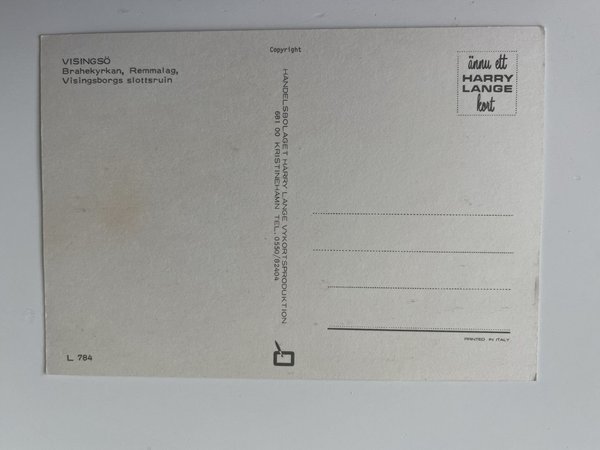 VISINGSÖ
Brahekyrkan, Remmalag,
Visingsborgs slottsruin
Copyright
HANDELSBOLAGET HARRY LANGE VYKORTSPRODUKTION
681 00 KRISTINEHAMN TEL. 0550/82404
ännu ett
HARRY
LANGE
kort
PRINTED IN ITALY
L 784